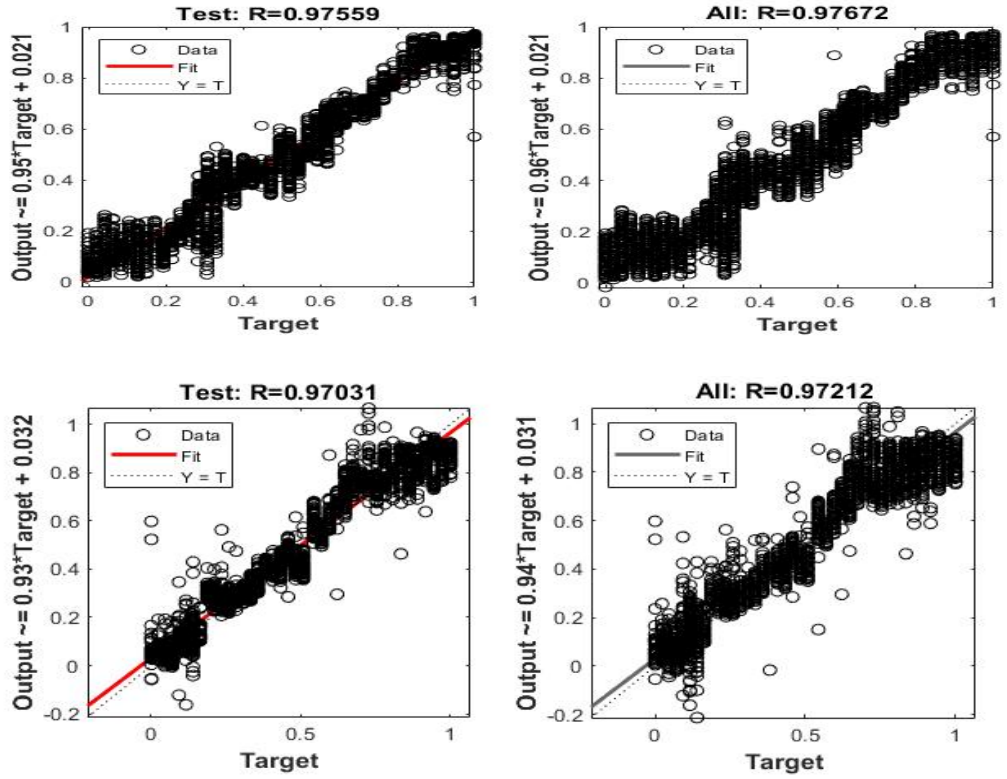 Test: R=0.97559
Output ~= 0.95*Target + 0.021
1
0.8
0.6
0.4
0.2
0
Data
Fit
Y = T
0 0.2 0.4 0.6 0.8 1
Target
All: R=0.97672
Output ~= 0.96*Target + 0.021
1
0.8
0.6
0.4
0.2
0
Data
Fit
Y = T
0 0.2 0.4 0.6 0.8 1
Target
Test: R=0.97031
Output ~= 0.93*Target + 0.032
1
0.8
0.6
0.4
0.2
0
-0.2
Data
Fit
Y = T
0 0.5 1
Target
All: R=0.97212
Output ~= 0.94*Target + 0.031
1
0.8
0.6
0.4
0.2
0
-0.2
Data
Fit
Y = T
0 0.5 1
Target